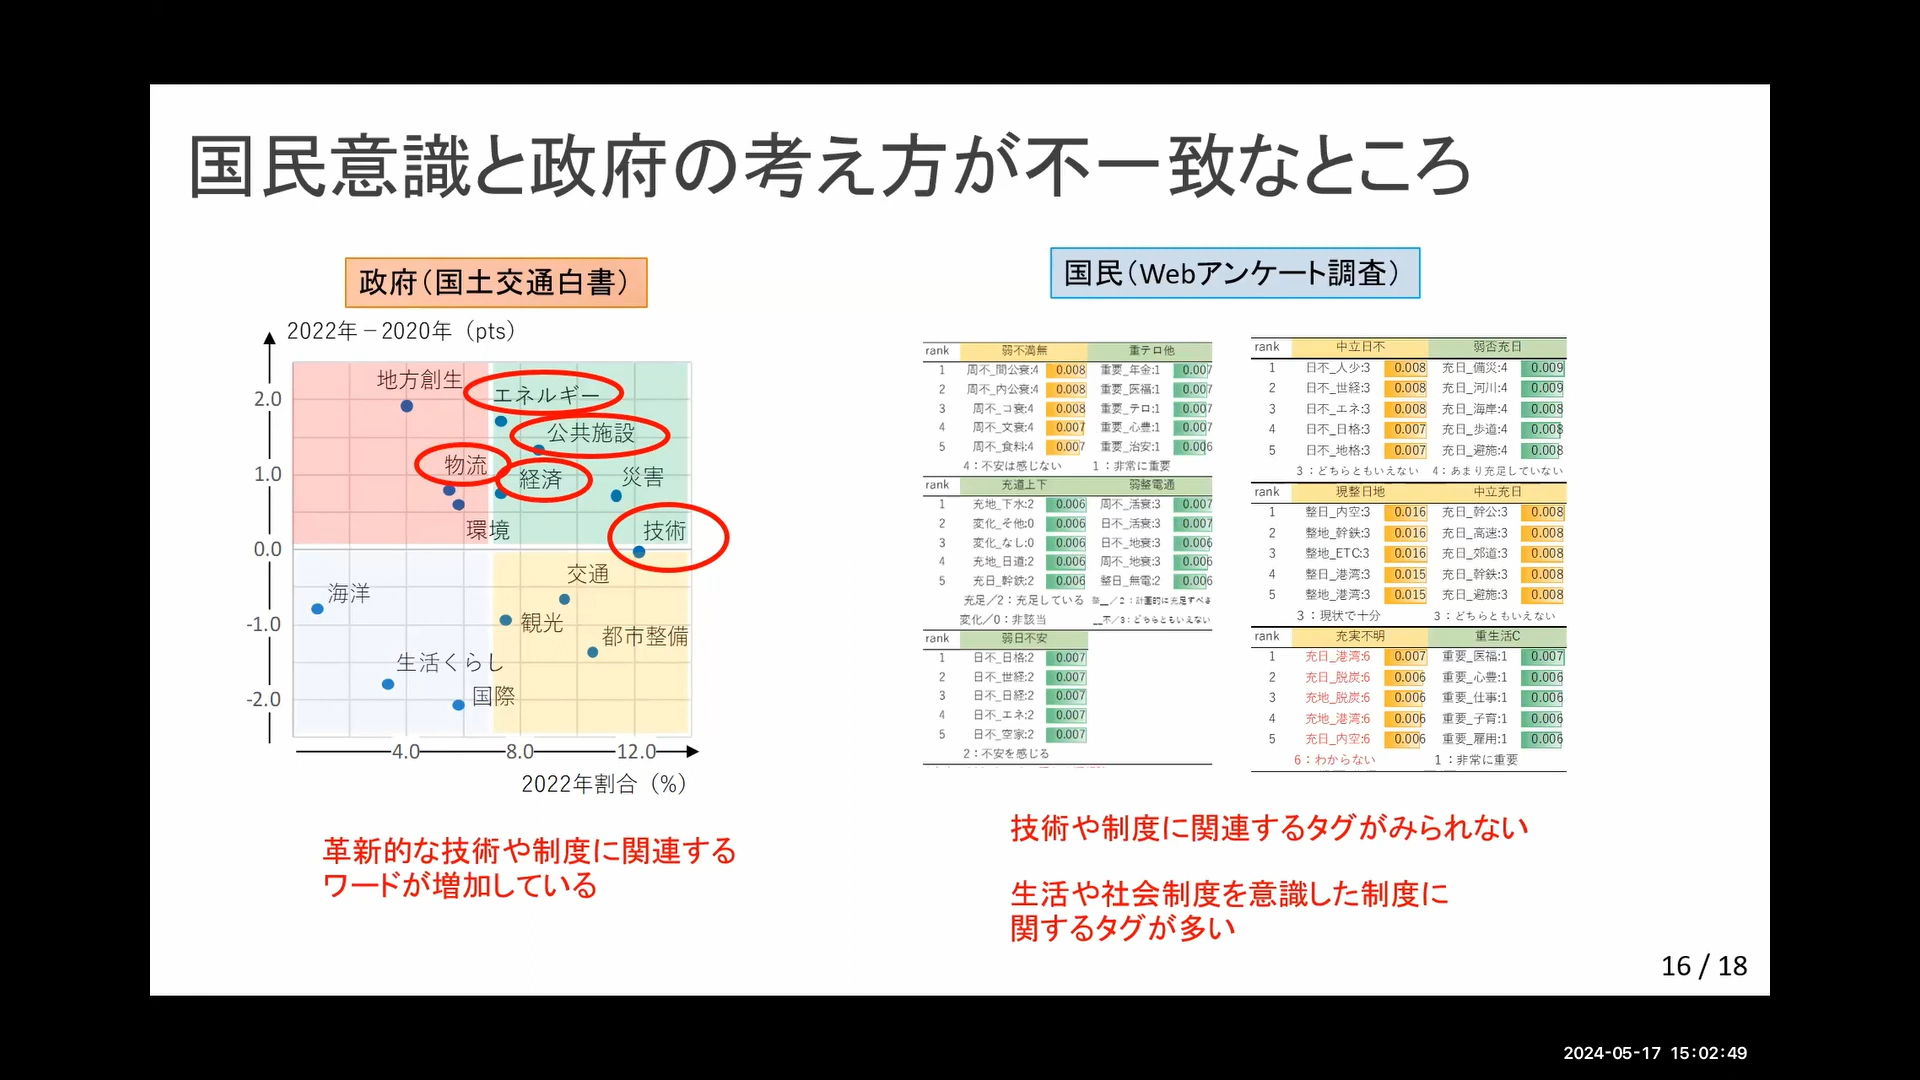 国民意識と政府の考え方が不一致なところ
政府（国土交通白書）
2022年－2020年（pts）
2.0
1.0
0.0
-1.0
-2.0
地方創生
エネルギー
公共施設
物流
経済
災害
環境
技術
海洋
交通
観光
都市整備
生活くらし
国際
4.0
8.0
12.0
2022年割合（%）
革新的な技術や制度に関連する
ワードが増加している
国民（Webアンケート調査）
rank 弱不満無 重テロ他
1 周不_間公衰:4 0.008 重要_年金:1 0.007
2 周不_内公衰:4 0.008 重要_医福:1 0.007
3 周不_コ衰:4 0.008 重要_テロ:1 0.007
4 周不_文衰:4 0.007 重要_心豊:1 0.007
5 周不_食料:4 0.007 重要_治安:1 0.006
4：不安は感じない 1：非常に重要
rank 充道上下 弱整電通
1 充地_下水:2 0.006 周不_活衰:3 0.007
2 変化_その他:0 0.006 日不_活衰:3 0.007
3 変化_なし:0 0.006 日不_地衰:3 0.006
4 充地_日道:2 0.006 周不_地衰:3 0.006
5 充日_幹鉄:2 0.006 整日_無電:2 0.006
充足／2：充足している 整__／2：計画的に充足すべき
変化／0：非該当 __不／3：どちらともいえない
rank 弱日不安
1 日不_日格:2 0.007
2 日不_世経:2 0.007
3 日不_日経:2 0.007
4 日不_エネ:2 0.007
5 日不_空家:2 0.007
2：不安を感じる
rank 中立日不 弱否充日
1 日不_人少:3 0.008 充日_備災:4 0.009
2 日不_世経:3 0.008 充日_河川:4 0.009
3 日不_エネ:3 0.008 充日_海岸:4 0.008
4 日不_日格:3 0.007 充日_歩道:4 0.008
5 日不_地格:3 0.007 充日_避施:4 0.008
3：どちらともいえない 4：あまり充足していない
rank 現整日地 中立充日
1 整日_内空:3 0.016 充日_幹公:3 0.008
2 整地_幹鉄:3 0.016 充日_高速:3 0.008
3 整地_ETC:3 0.016 充日_郊道:3 0.008
4 整日_港湾:3 0.015 充日_幹鉄:3 0.008
5 整地_港湾:3 0.015 充日_避施:3 0.008
3：現状で十分 3：どちらともいえない
rank 充実不明 重生活C
1 充日_港湾:6 0.007 重要_医福:1 0.007
2 充日_脱炭:6 0.006 重要_心豊:1 0.006
3 充地_脱炭:6 0.006 重要_仕事:1 0.006
4 充地_港湾:6 0.006 重要_子育:1 0.006
5 充日_内空:6 0.006 重要_雇用:1 0.006
6：わからない 1：非常に重要
技術や制度に関連するタグがみられない
生活や社会制度を意識した制度に
関するタグが多い
16 / 18
2024-05-17 15:02:49